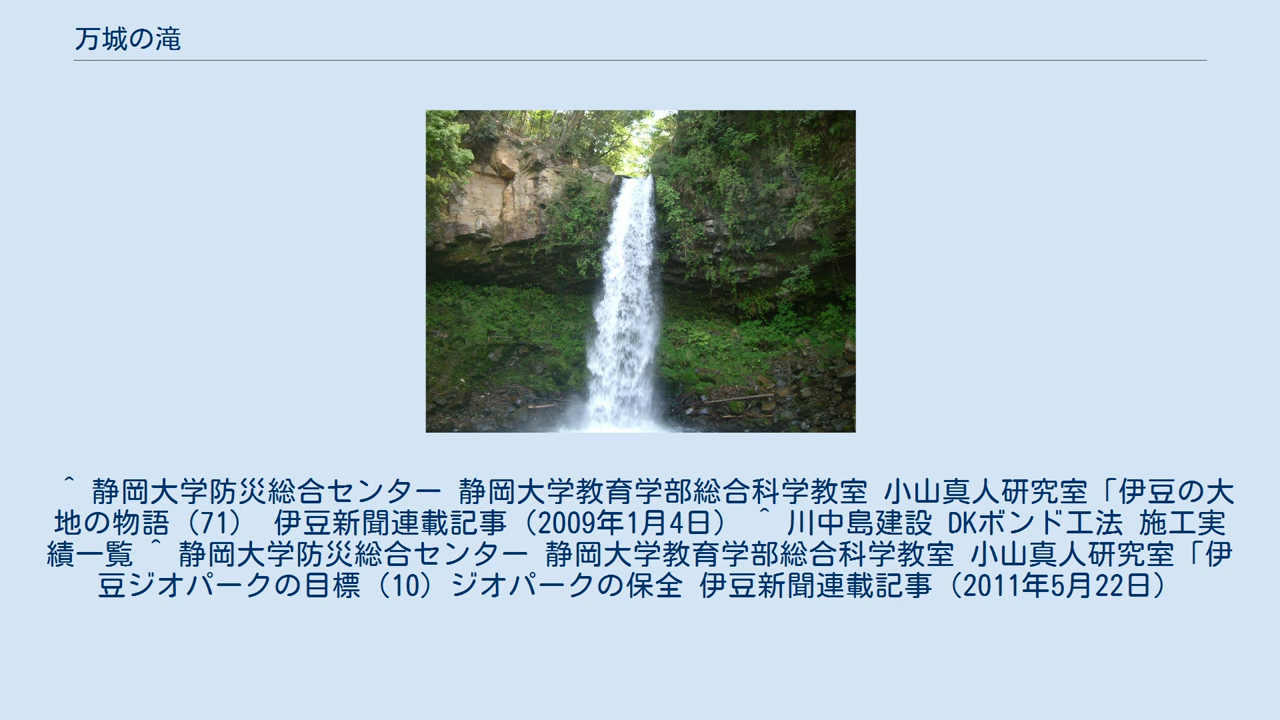 万城の滝
^ 静岡大学防災総合センター 静岡大学教育学部総合科学教室 小山真人研究室「伊豆の大
地の物語（71） 伊豆新聞連載記事（2009年1月4日） ^ 川中島建設 DKボンド工法 施工実
績一覧 ^ 静岡大学防災総合センター 静岡大学教育学部総合科学教室 小山真人研究室「伊
豆ジオパークの目標（10）ジオパークの保全 伊豆新聞連載記事（2011年5月22日）